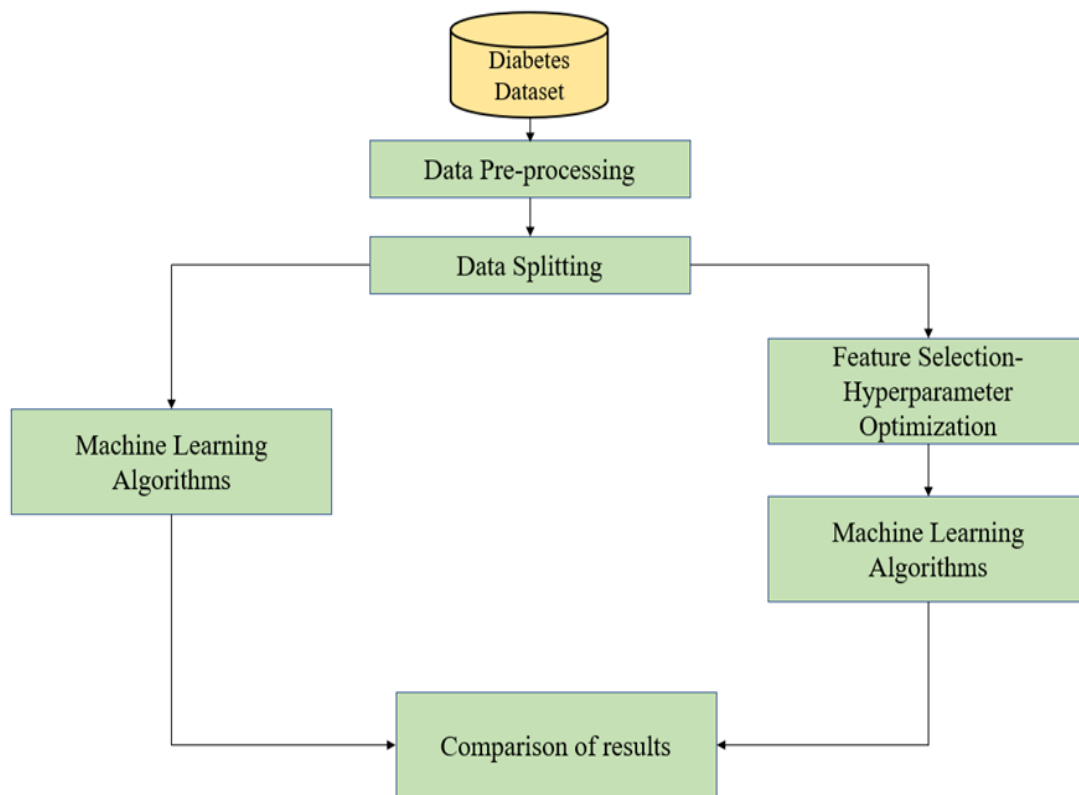 Diabetes
Dataset
Data Pre-processing
Data Splitting
Feature Selection-
Hyperparameter
Optimization
Machine Learning
Algorithms
Machine Learning
Algorithms
Comparison of results